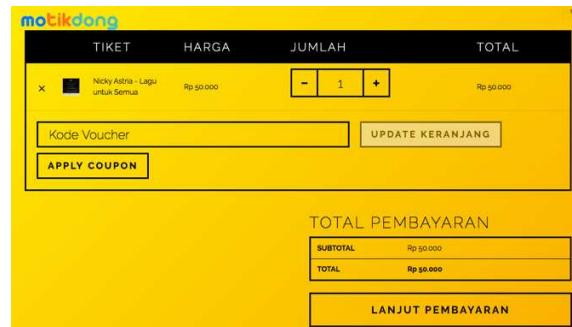 motikdong
TIKET HARGA JUMLAH TOTAL
× Nicky Astria - Lagu untuk Semua Rp 50.000 - 1 + Rp 50.000
Kode Voucher UPDATE KERANJANG
APPLY COUPON
TOTAL PEMBAYARAN
SUBTOTAL Rp 50.000
TOTAL Rp 50.000
LANJUT PEMBAYARAN